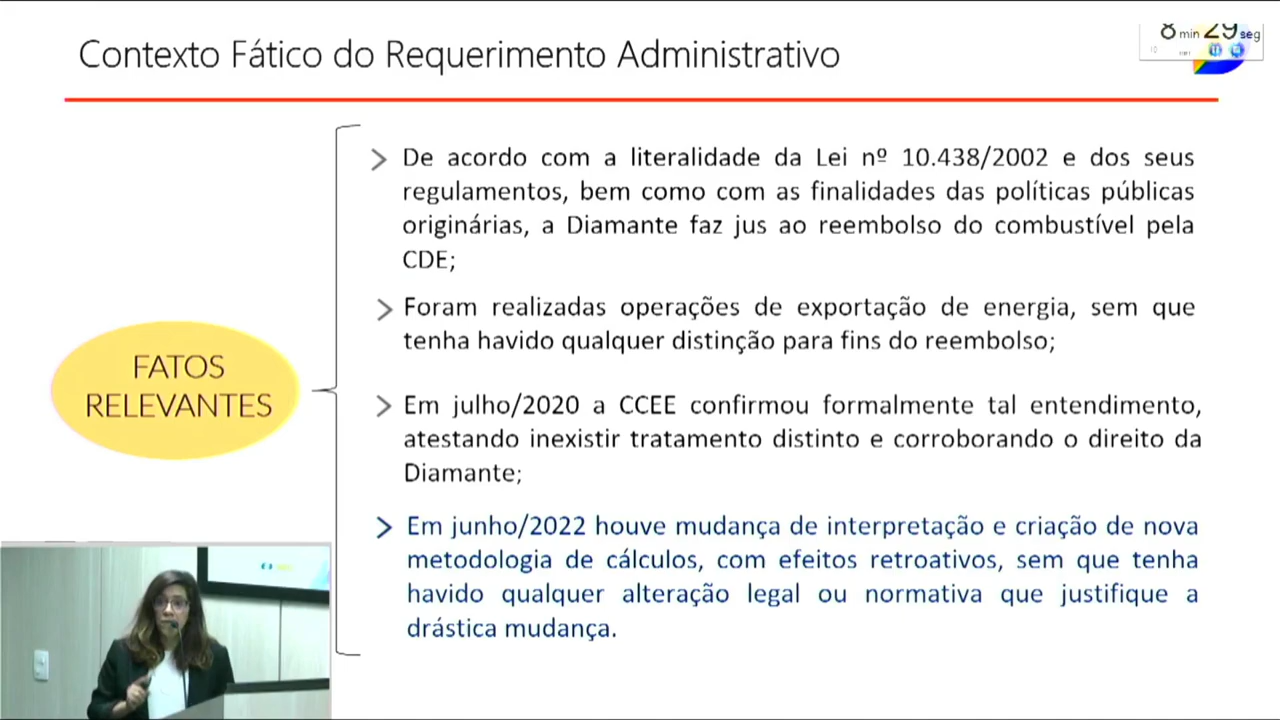 Contexto Fático do Requerimento Administrativo
8 min 29 seg
De acordo com a literalidade da Lei nº 10.438/2002 e dos seus
regulamentos, bem como com as finalidades das políticas públicas
originárias, a Diamante faz jus ao reembolso do combustível pela
CDE;
Foram realizadas operações de exportação de energia, sem que
tenha havido qualquer distinção para fins do reembolso;
FATOS
RELEVANTES
Em julho/2020 a CCEE confirmou formalmente tal entendimento,
atestando inexistir tratamento distinto e corroborando o direito da
Diamante;
Em junho/2022 houve mudança de interpretação e criação de nova
metodologia de cálculos, com efeitos retroativos, sem que tenha
havido qualquer alteração legal ou normativa que justifique a
drástica mudança.